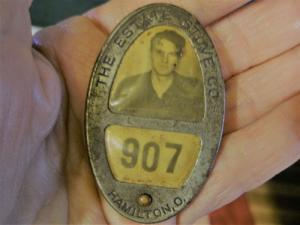 THE ESTATE STOVE CO.
907
HAMILTON, O.